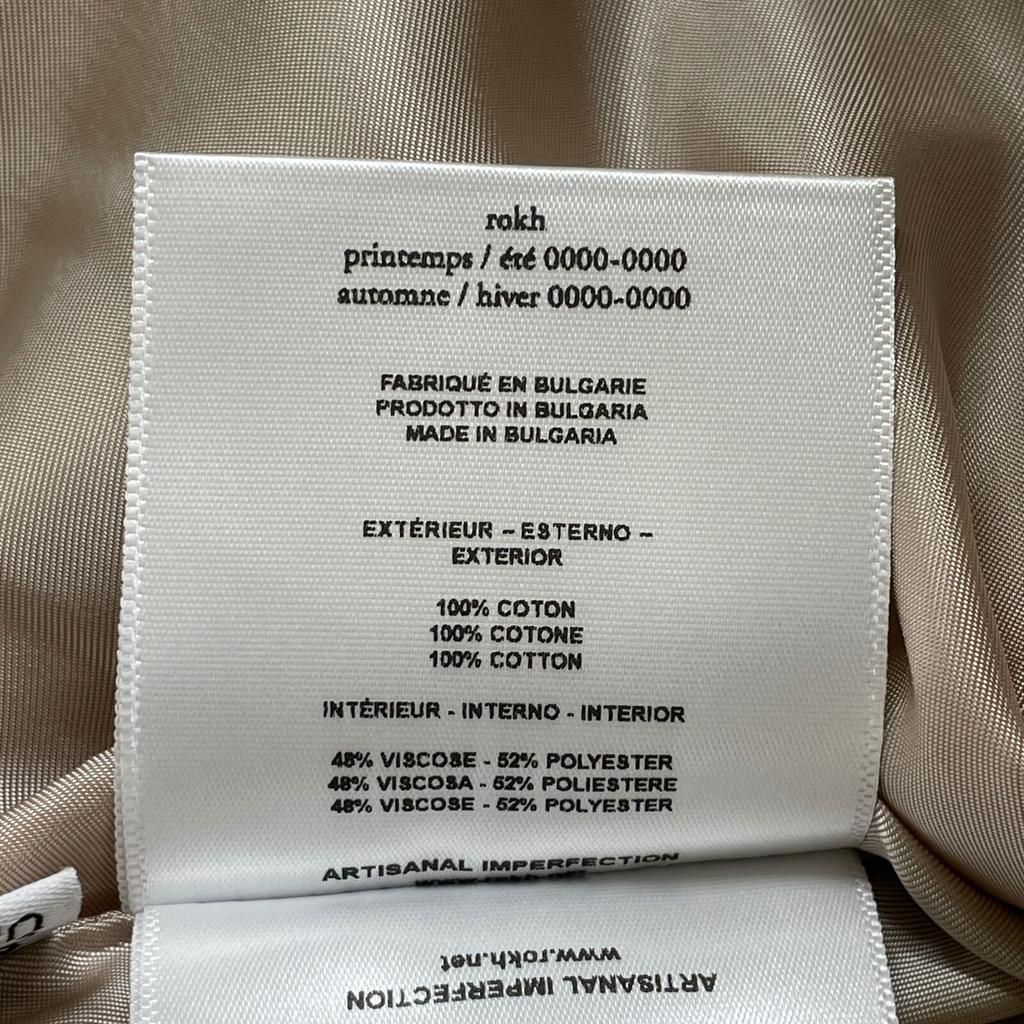 rokh
printemps / été 0000-0000
automne / hiver 0000-0000
FABRIQUÉ EN BULGARIE
PRODOTTO IN BULGARIA
MADE IN BULGARIA
EXTÉRIEUR - ESTERNO -
EXTERIOR
100% COTON
100% COTONE
100% COTTON
INTÉRIEUR - INTERNO - INTERIOR
48% VISCOSE - 52% POLYESTER
48% VISCOSA - 52% POLIESTERE
48% VISCOSE - 52% POLYESTER
ARTISANAL IMPERFECTION
www.rokh.net
ARTISANAL IMPERFECTION